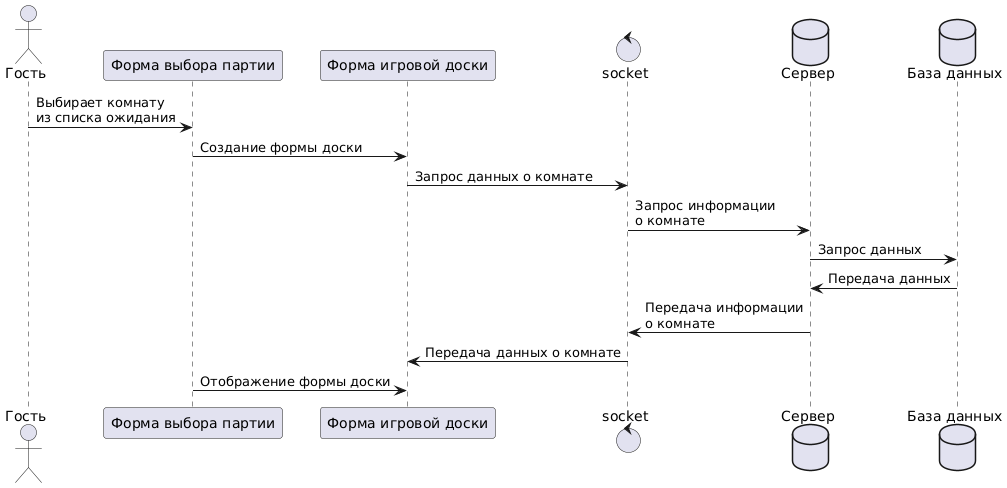 Гость
Форма выбора партии
Форма игровой доски
socket
Сервер
База данных
Выбирает комнату
из списка ожидания
Создание формы доски
Запрос данных о комнате
Запрос информации
о комнате
Запрос данных
Передача данных
Передача информации
о комнате
Передача данных о комнате
Отображение формы доски
Гость
Форма выбора партии
Форма игровой доски
socket
Сервер
База данных